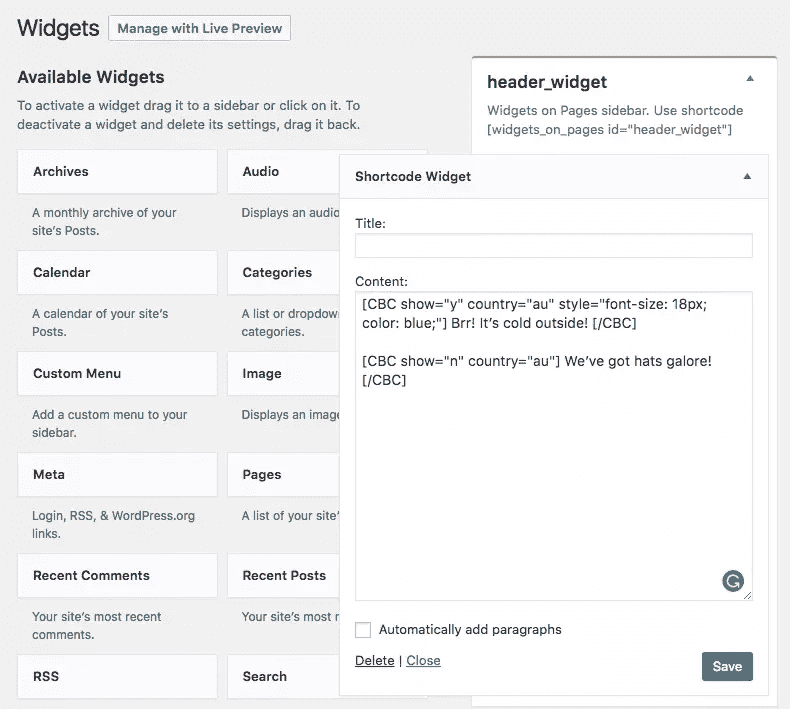 Widgets
Manage with Live Preview
Available Widgets
To activate a widget drag it to a sidebar or click on it. To
deactivate a widget and delete its settings, drag it back.
Archives
A monthly archive of your
site's Posts.
Calendar
A calendar of your site's
Posts.
Custom Menu
Add a custom menu to your
sidebar.
Meta
Login, RSS, & WordPress.org
links.
Recent Comments
Your site's most recent
comments.
RSS
Audio
Displays an audio
Categories
A list or dropdow
categories.
Image
Displays an image
Pages
A list of your site'
Recent Posts
Your site's most r
Search
header_widget
Widgets on Pages sidebar. Use shortcode
[widgets_on_pages id="header_widget"]
Shortcode Widget
Title:
Content:
[CBC show="y" country="au" style="font-size: 18px;
color: blue;"] Brr! It's cold outside! [/CBC]
[CBC show="n" country="au"] We've got hats galore!
[/CBC]
Automatically add paragraphs
Delete | Close
Save